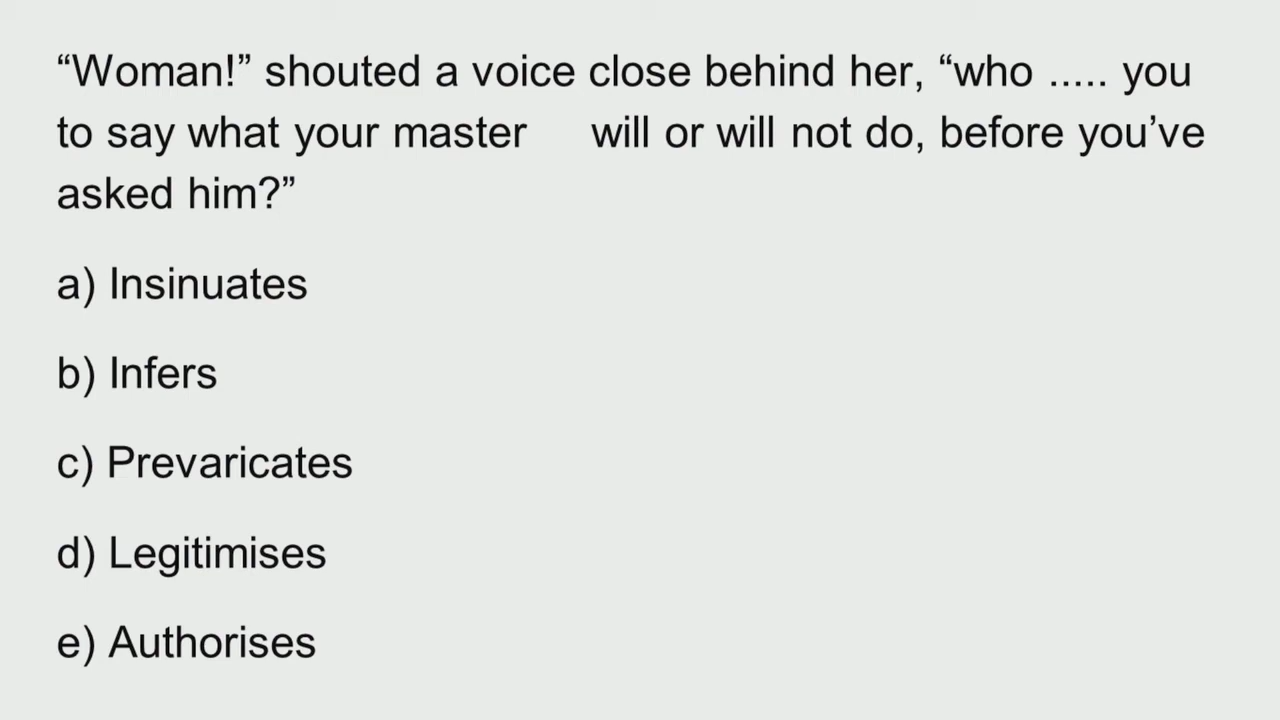 “Woman!” shouted a voice close behind her, “who ..... you
to say what your master will or will not do, before you’ve
asked him?”
a) Insinuates
b) Infers
c) Prevaricates
d) Legitimises
e) Authorises